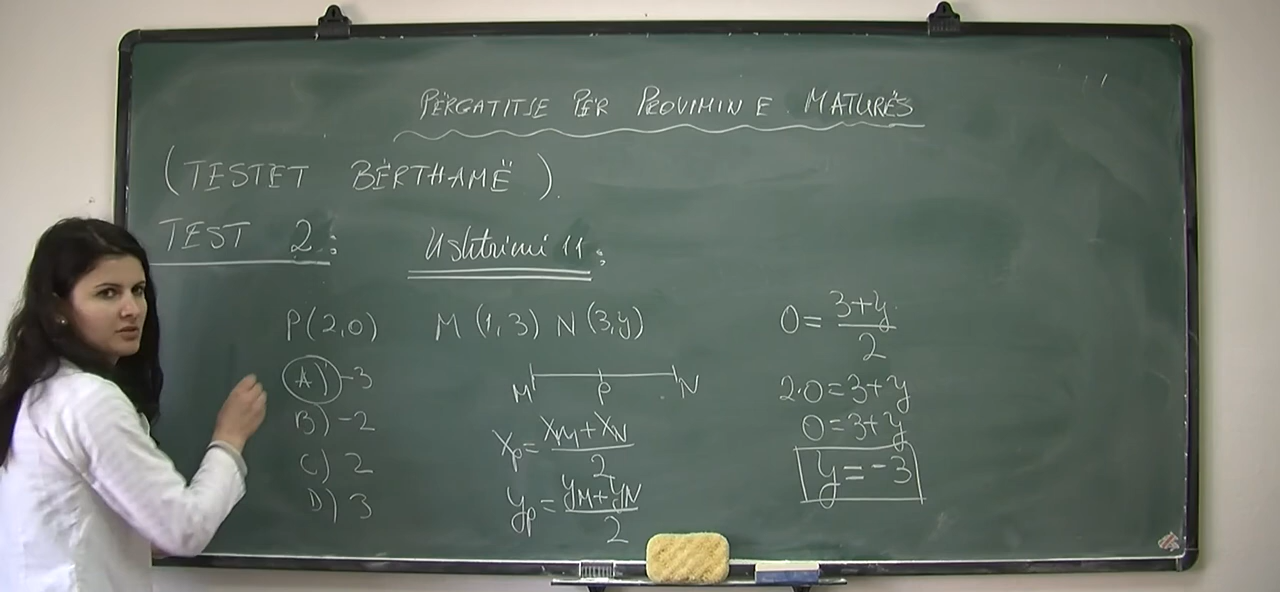 PËRGATITJE PËR PROVIMIN E MATURËS
(TESTET BËRTHAMË).
TEST 2:
Ushtrimi 11:
P(2,0) M(1,3) N(3,y)
A) -3
B) -2
C) 2
D) 3
M P N
xp = (xM+xN)/2
yp = (yM+yN)/2
0 = (3+y)/2
2·0=3+y
0=3+y
y=-3